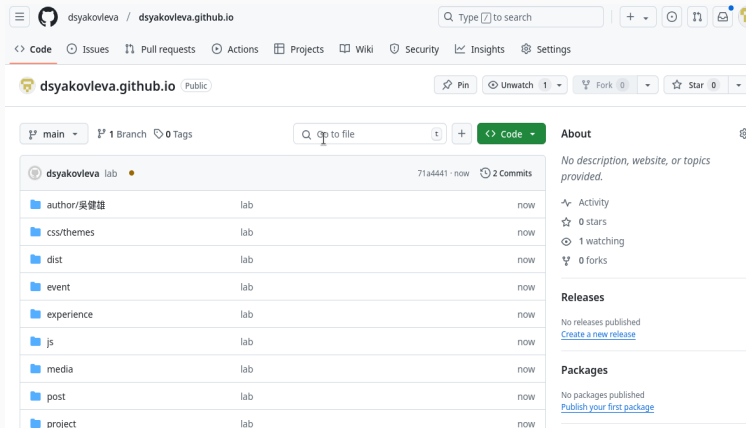 dsyakovleva / dsyakovleva.github.io
Type / to search
Code Issues Pull requests Actions Projects Wiki Security Insights Settings
dsyakovleva.github.io Public
Pin Unwatch 1 Fork 0 Star 0
main 1 Branch 0 Tags Go to file t Code
dsyakovleva lab 71a4441 · now 2 Commits
author/吳健雄 lab now
css/themes lab now
dist lab now
event lab now
experience lab now
js lab now
media lab now
post lab now
project lab now
About
No description, website, or topics
provided.
Activity
0 stars
1 watching
0 forks
Releases
No releases published
Create a new release
Packages
No packages published
Publish your first package